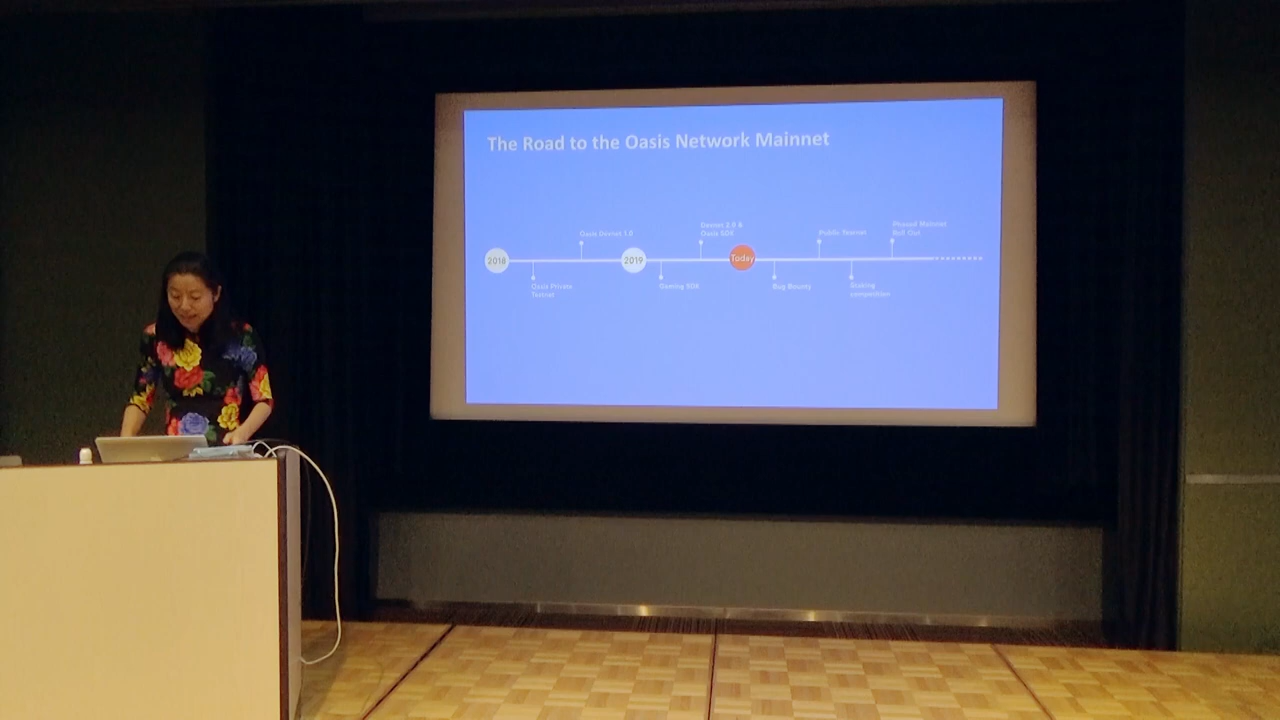 The Road to the Oasis Network Mainnet
Oasis Devnet 1.0
Devnet 2.0 &
Oasis SDK
Public Testnet
Phased Mainnet
Roll Out
2018
2019
Today
Oasis Private
Testnet
Gaming SDK
Bug Bounty
Staking
competition